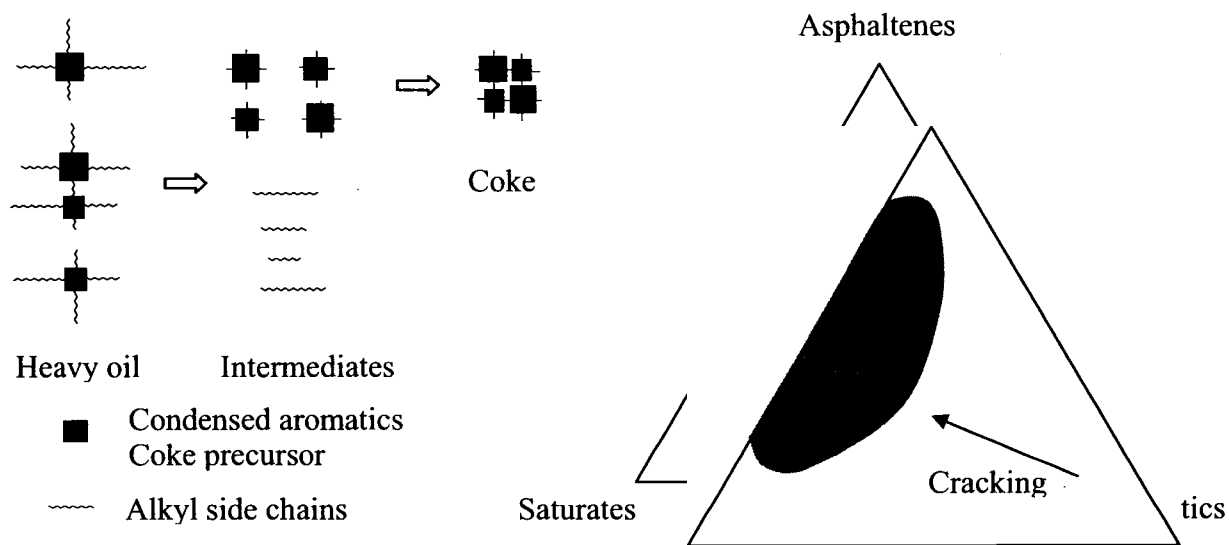 Asphaltenes
Coke
Heavy oil
Intermediates
Condensed aromatics
Coke precursor
Alkyl side chains
Cracking
Saturates
tics